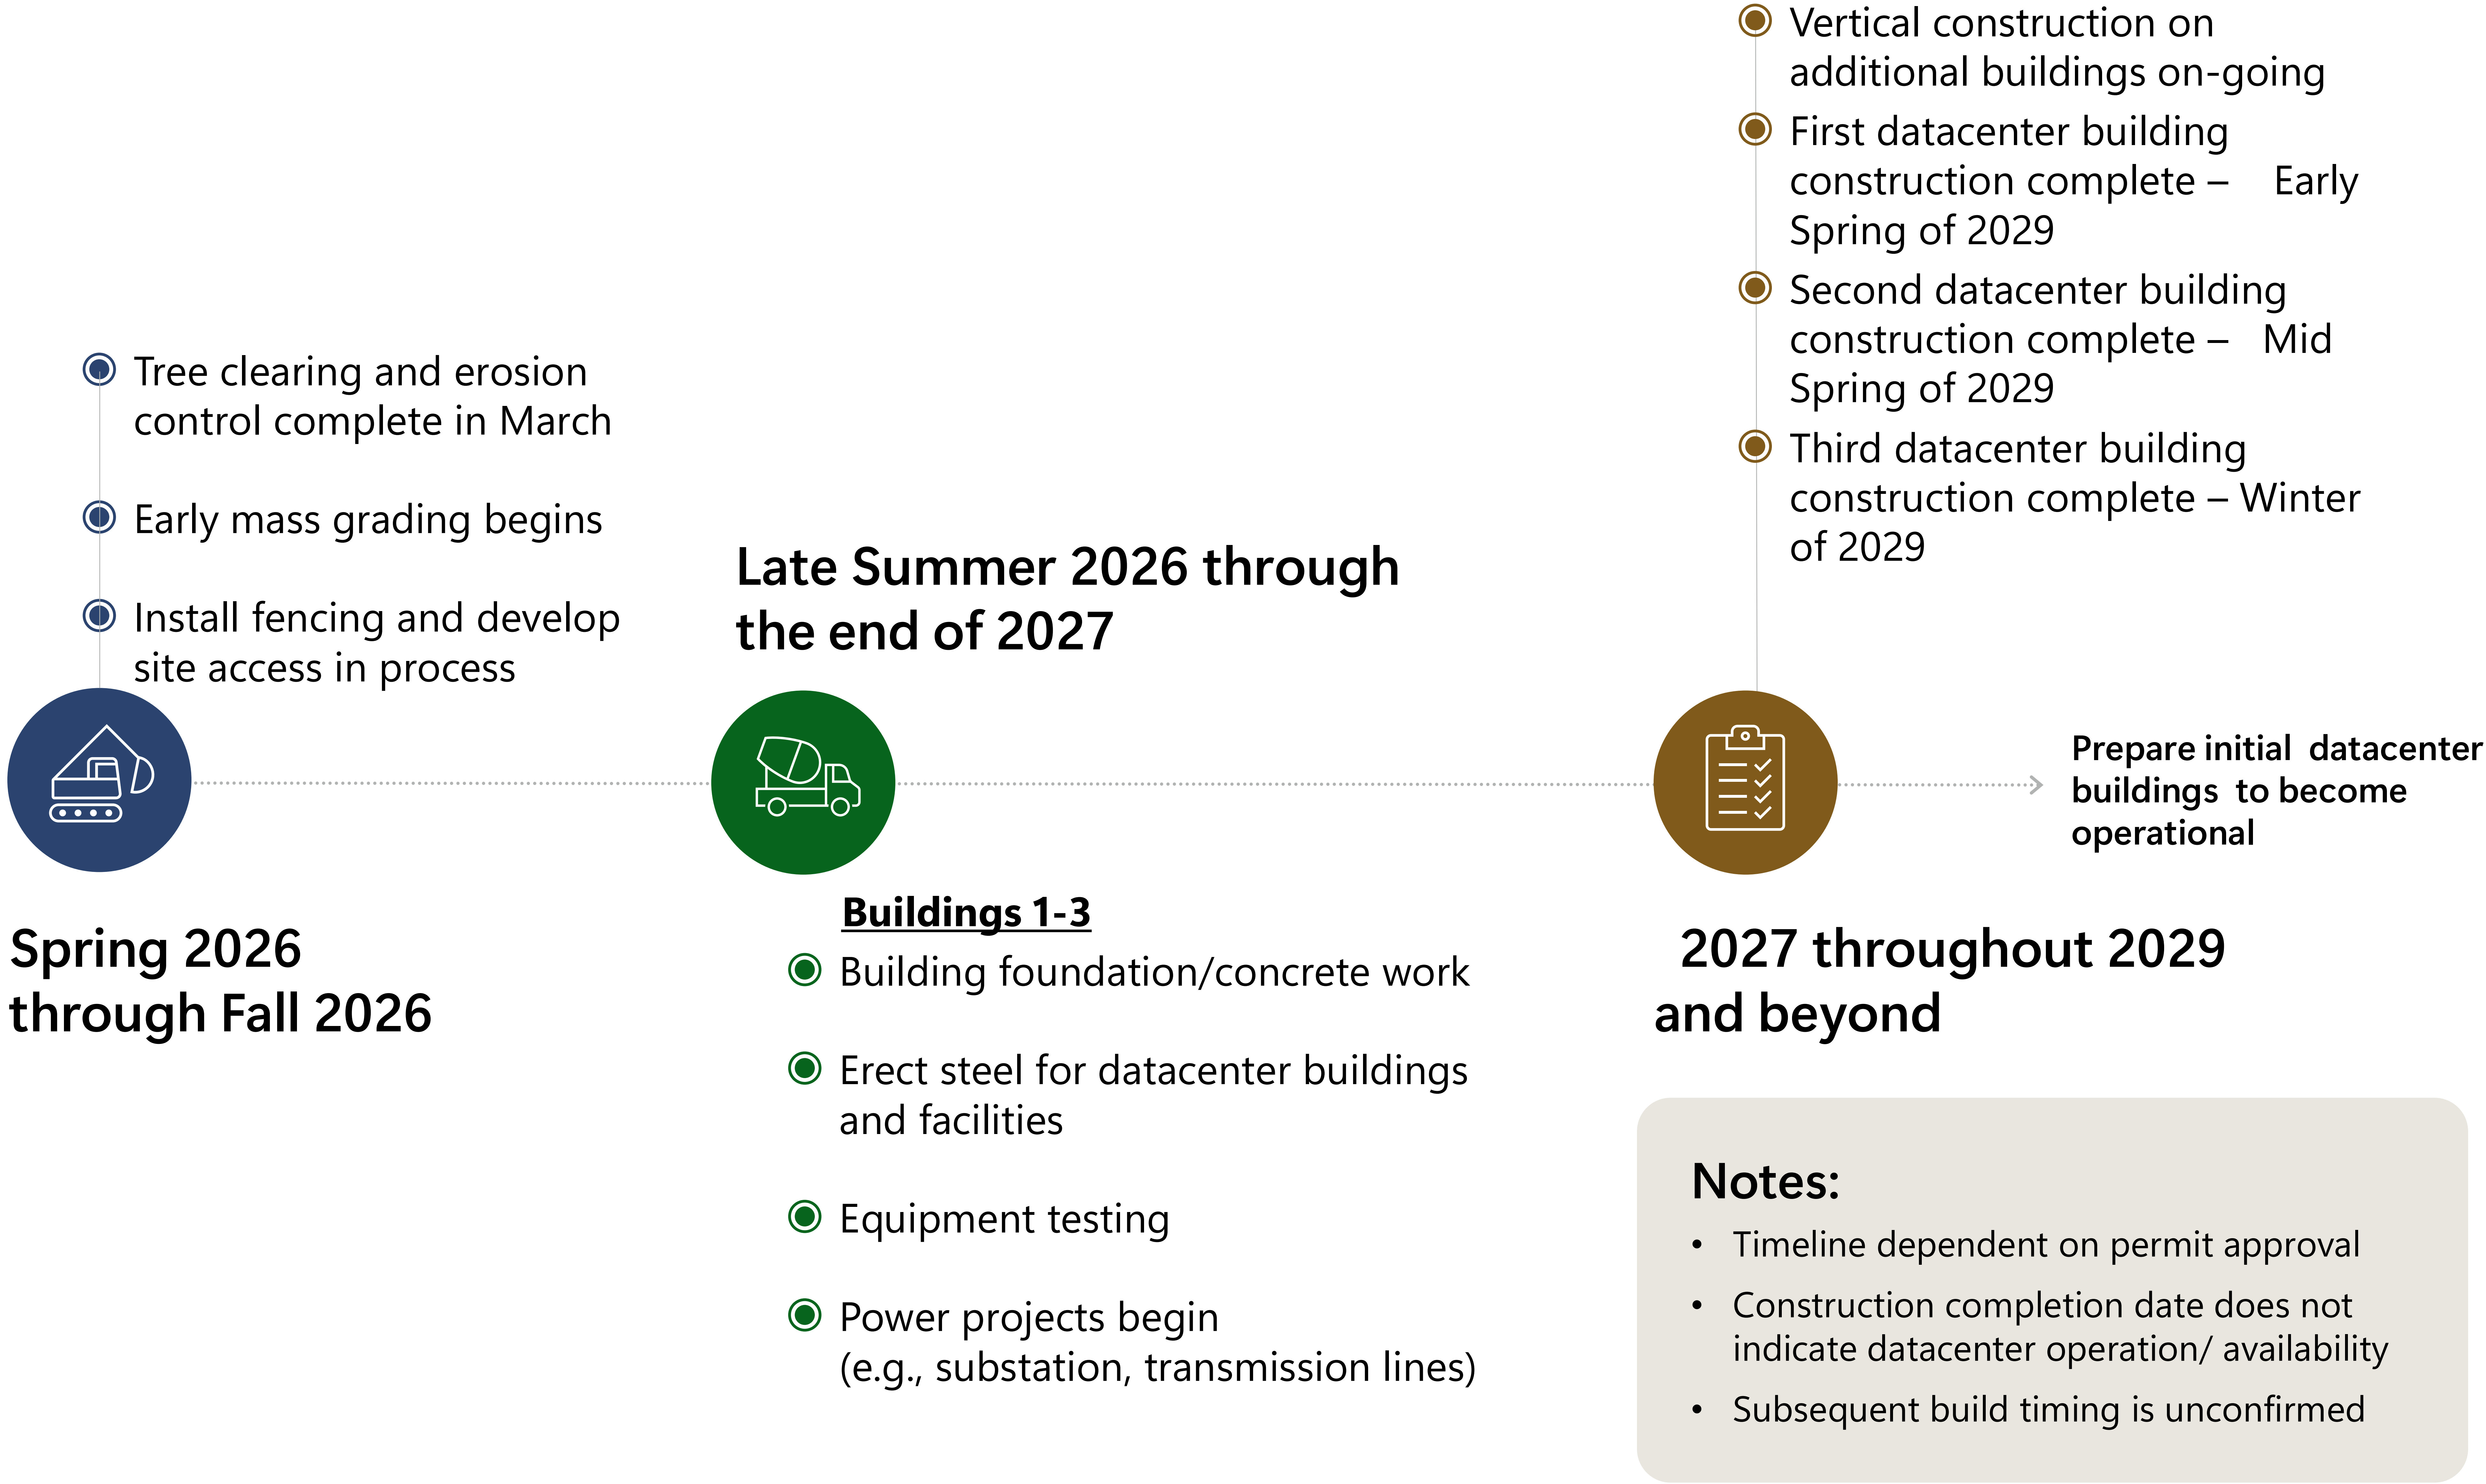 Tree clearing and erosion
control complete in March
Early mass grading begins
Install fencing and develop
site access in process
Spring 2026
through Fall 2026
Late Summer 2026 through
the end of 2027
Buildings 1-3
Building foundation/concrete work
Erect steel for datacenter buildings
and facilities
Equipment testing
Power projects begin
(e.g., substation, transmission lines)
Vertical construction on
additional buildings on-going
First datacenter building
construction complete – Early
Spring of 2029
Second datacenter building
construction complete – Mid
Spring of 2029
Third datacenter building
construction complete – Winter
of 2029
2027 throughout 2029
and beyond
Prepare initial datacenter
buildings to become
operational
Notes:
• Timeline dependent on permit approval
• Construction completion date does not
indicate datacenter operation/ availability
• Subsequent build timing is unconfirmed